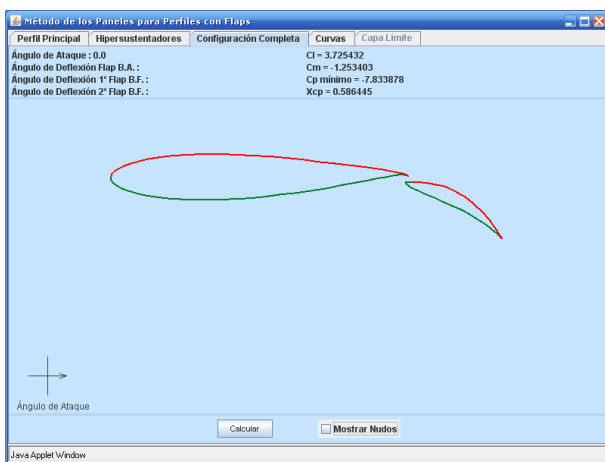 Método de los Paneles para Perfiles con Flaps
Perfil Principal Hipersustentadores Configuración Completa Curvas Capa Límite
Ángulo de Ataque : 0.0 Cl = 3.725432
Ángulo de Deflexión Flap B.A. : Cm = -1.253403
Ángulo de Deflexión 1° Flap B.F. : Cp mínimo = -7.833878
Ángulo de Deflexión 2° Flap B.F. : Xcp = 0.586445
Ángulo de Ataque
Calcular Mostrar Nudos
Java Applet Window